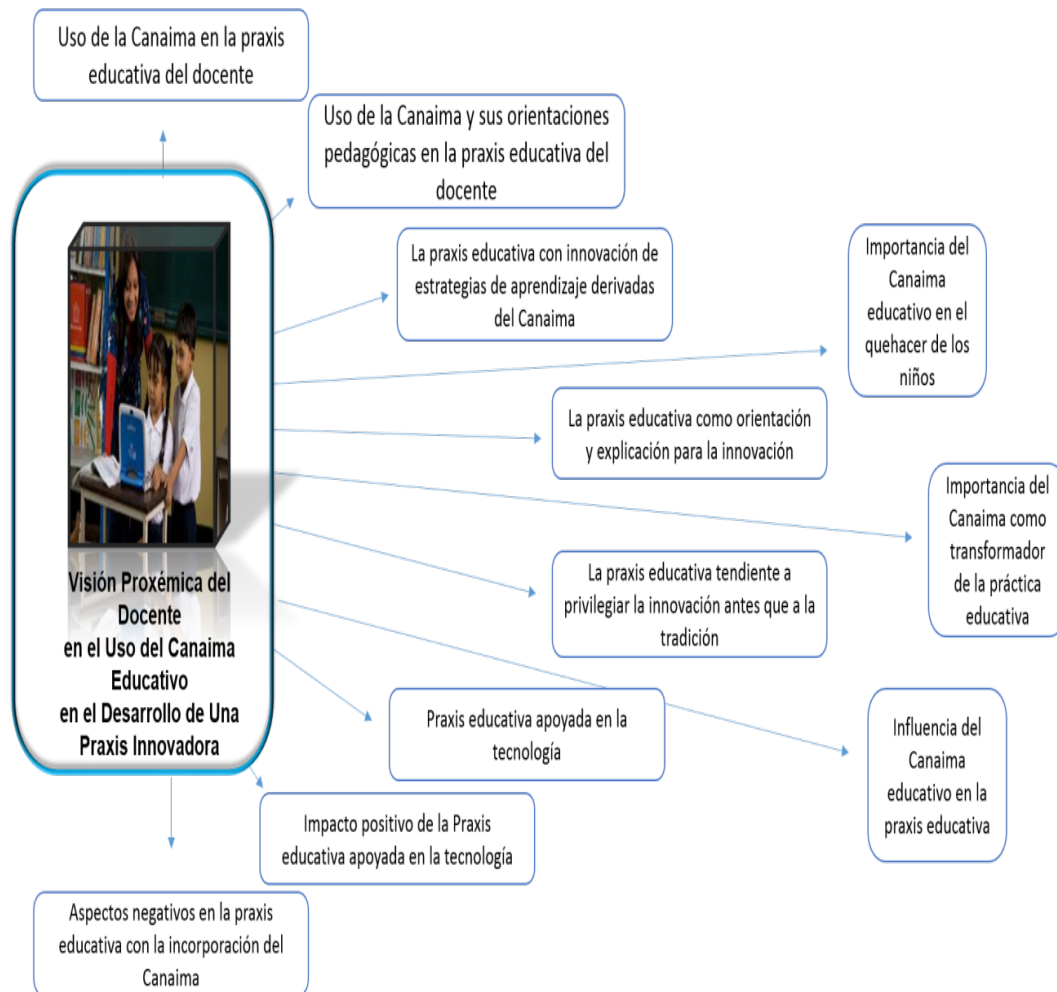 Uso de la Canaima en la praxis
educativa del docente
Uso de la Canaima y sus orientaciones
pedagógicas en la praxis educativa del
docente
La praxis educativa con innovación de
estrategias de aprendizaje derivadas
del Canaima
Importancia del
Canaima
educativo en el
quehacer de los
niños
La praxis educativa como orientación
y explicación para la innovación
Importancia del
Canaima como
transformador
de la práctica
educativa
La praxis educativa tendiente a
privilegiar la innovación antes que a la
tradición
Visión Proxémica del
Docente
en el Uso del Canaima
Educativo
en el Desarrollo de Una
Praxis Innovadora
Praxis educativa apoyada en la
tecnología
Influencia del
Canaima
educativo en la
praxis educativa
Impacto positivo de la Praxis
educativa apoyada en la tecnología
Aspectos negativos en la praxis
educativa con la incorporación del
Canaima